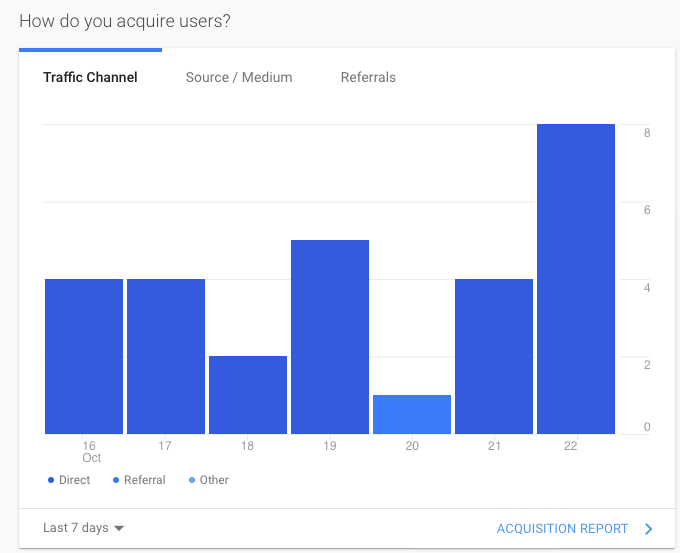 How do you acquire users?
Traffic Channel Source / Medium Referrals
8
6
4
2
0
16 17 18 19 20 21 22
Oct
Direct Referral Other
Last 7 days ACQUISITION REPORT